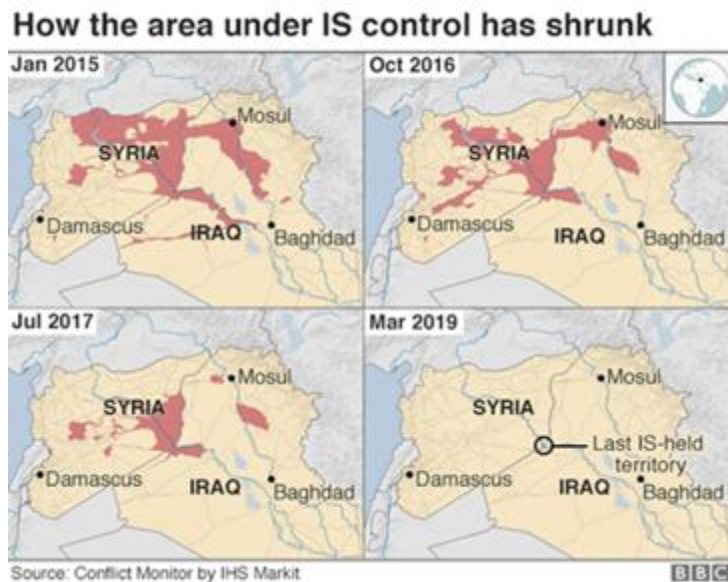 How the area under IS control has shrunk
Jan 2015
Mosul
SYRIA
Damascus
IRAQ
Baghdad
Oct 2016
Mosul
SYRIA
Damascus
IRAQ
Baghdad
Jul 2017
Mosul
SYRIA
Damascus
IRAQ
Baghdad
Mar 2019
Mosul
SYRIA
Last IS-held
territory
Damascus
IRAQ
Baghdad
Source: Conflict Monitor by IHS Markit
BBC